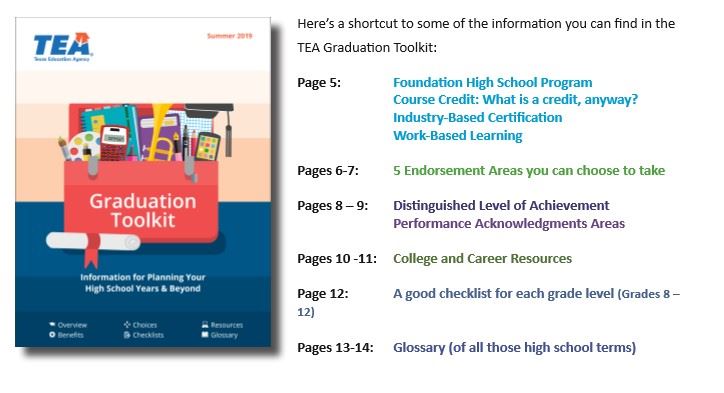 TEA
Texas Education Agency
Summer 2019
Graduation
Toolkit
Information for Planning Your
High School Years & Beyond
Overview
Choices
Resources
Benefits
Checklists
Glossary
Here's a shortcut to some of the information you can find in the
TEA Graduation Toolkit:
Page 5: Foundation High School Program
Course Credit: What is a credit, anyway?
Industry-Based Certification
Work-Based Learning
Pages 6-7: 5 Endorsement Areas you can choose to take
Pages 8 – 9: Distinguished Level of Achievement
Performance Acknowledgments Areas
Pages 10 -11: College and Career Resources
Page 12: A good checklist for each grade level (Grades 8 –
12)
Pages 13-14: Glossary (of all those high school terms)